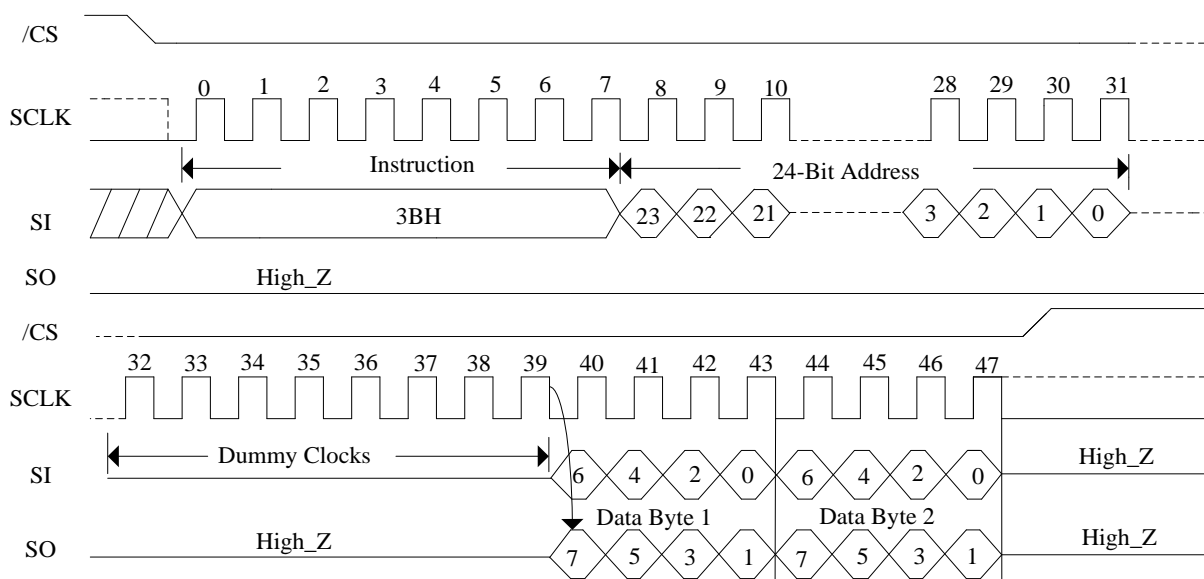 /CS
0 1 2 3 4 5 6 7 8 9 10 28 29 30 31
SCLK
Instruction 24-Bit Address
SI 3BH 23 22 21 3 2 1 0
SO High_Z
/CS
32 33 34 35 36 37 38 39 40 41 42 43 44 45 46 47
SCLK
Dummy Clocks
SI 6 4 2 0 6 4 2 0 High_Z
Data Byte 1 Data Byte 2
SO High_Z 7 5 3 1 7 5 3 1 High_Z